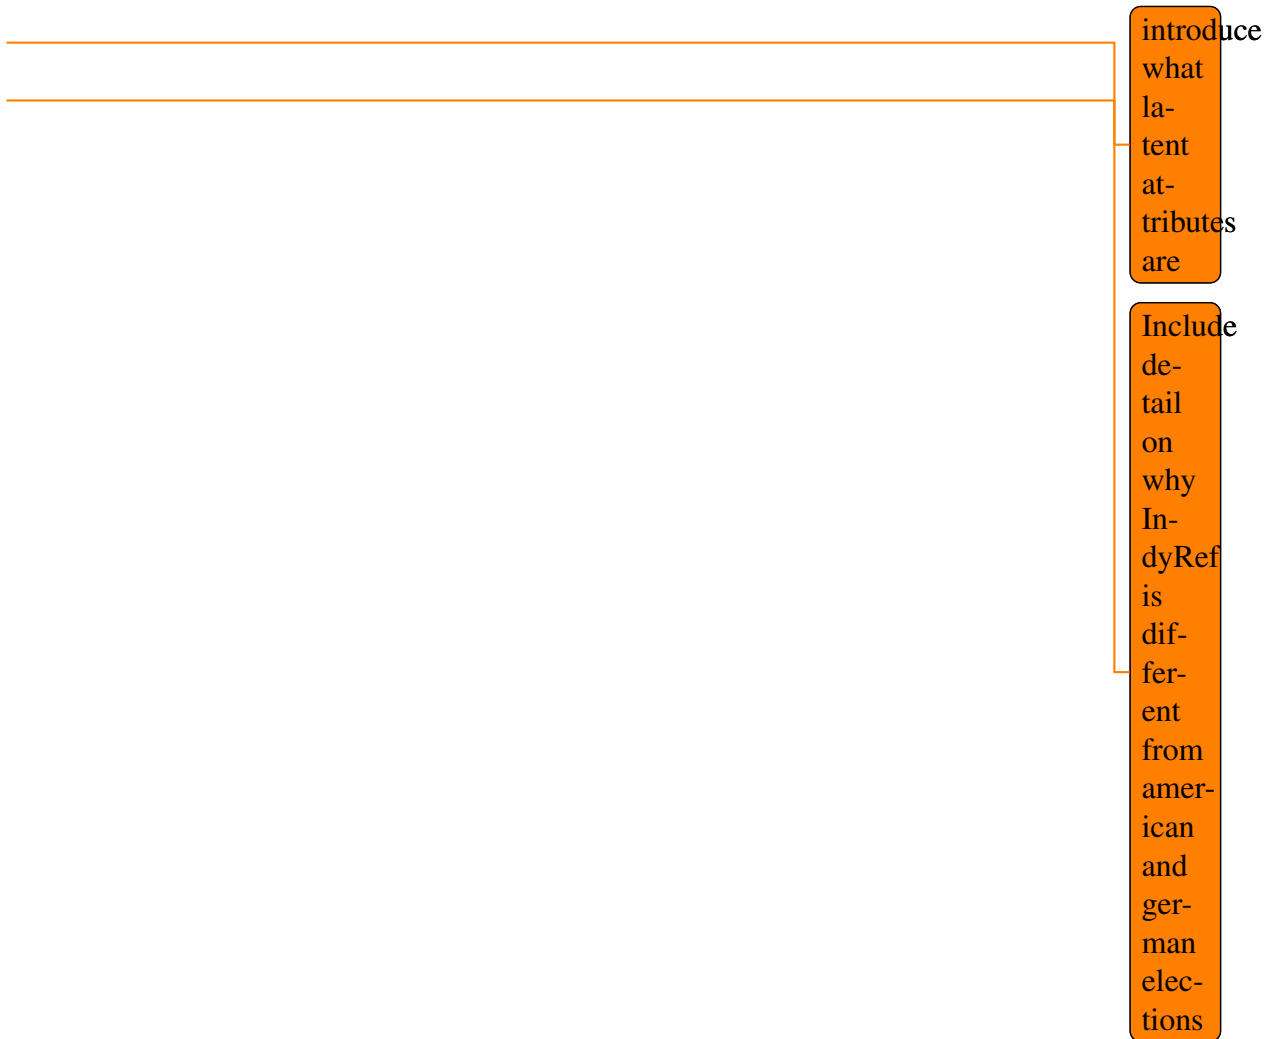 introduce
what
la-
tent
at-
tributes
are
Include
de-
tail
on
why
In-
dyRef
is
dif-
fer-
ent
from
amer-
ican
and
ger-
man
elec-
tions